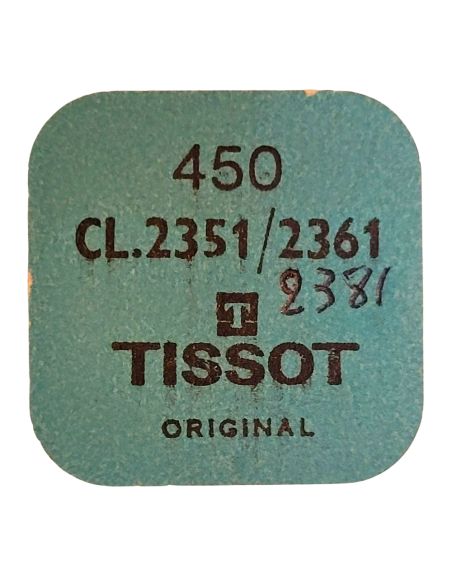 450
CL.2351/2361
2381
T
TISSOT
ORIGINAL